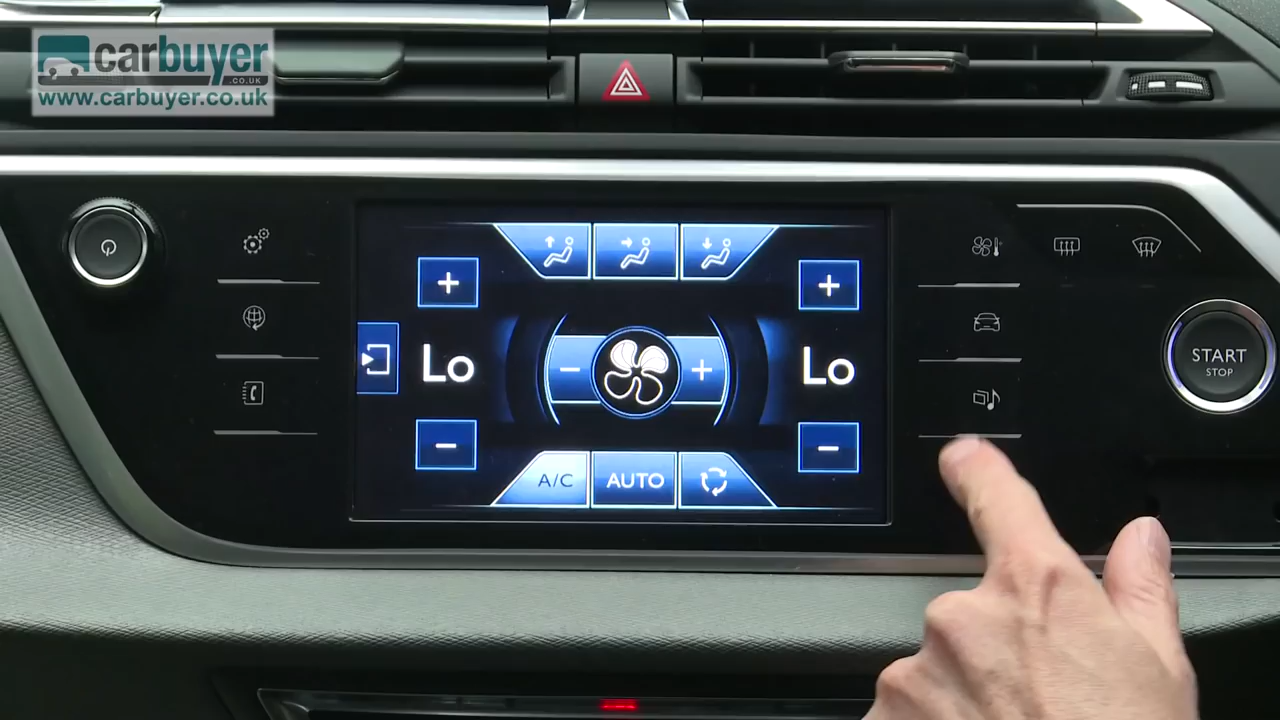 carbuyer
.CO.UK
www.carbuyer.co.uk
+
+
Lo
-
+
Lo
START
STOP
-
-
A/C
AUTO